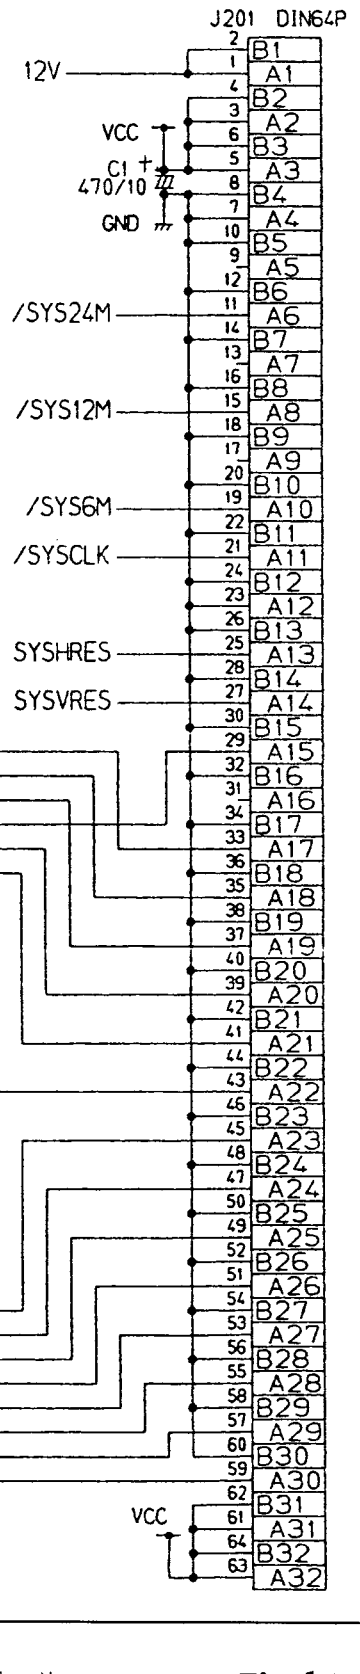 J201 DIN64P
2 B1
12V 1 A1
4 B2
3 A2
VCC 6 B3
C1 + 5 A3
470/10 8 B4
GND 7 A4
10 B5
9 A5
12 B6
/SYS24M 11 A6
14 B7
13 A7
16 B8
/SYS12M 15 A8
18 B9
17 A9
20 B10
/SYS6M 19 A10
22 B11
/SYSCLK 21 A11
24 B12
23 A12
26 B13
SYSHRES 25 A13
28 B14
SYSVRES 27 A14
30 B15
29 A15
32 B16
31 A16
34 B17
33 A17
36 B18
35 A18
38 B19
37 A19
40 B20
39 A20
42 B21
41 A21
44 B22
43 A22
46 B23
45 A23
48 B24
47 A24
50 B25
49 A25
52 B26
51 A26
54 B27
53 A27
56 B28
55 A28
58 B29
57 A29
60 B30
59 A30
62 B31
VCC 61 A31
64 B32
63 A32